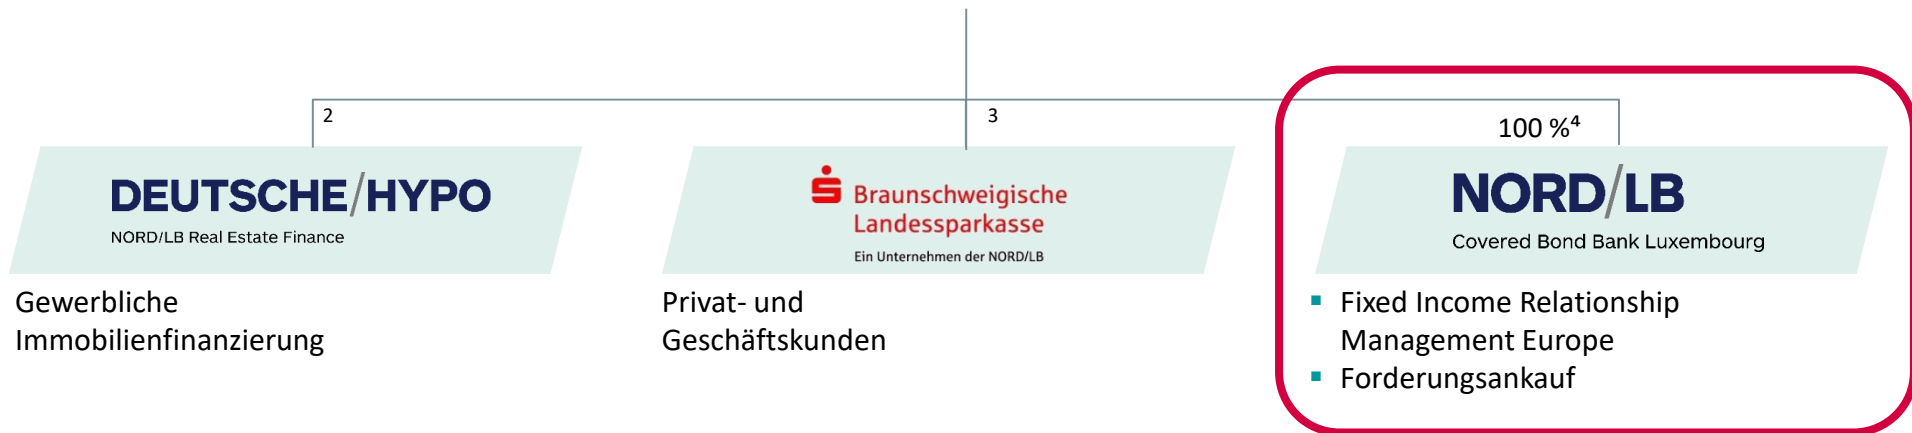 2
3
100 %⁴
DEUTSCHE/HYPO
NORD/LB Real Estate Finance
Braunschweigische
Landessparkasse
Ein Unternehmen der NORD/LB
NORD/LB
Covered Bond Bank Luxembourg
Gewerbliche
Immobilienfinanzierung
Privat- und
Geschäftskunden
▪ Fixed Income Relationship
Management Europe
▪ Forderungsankauf